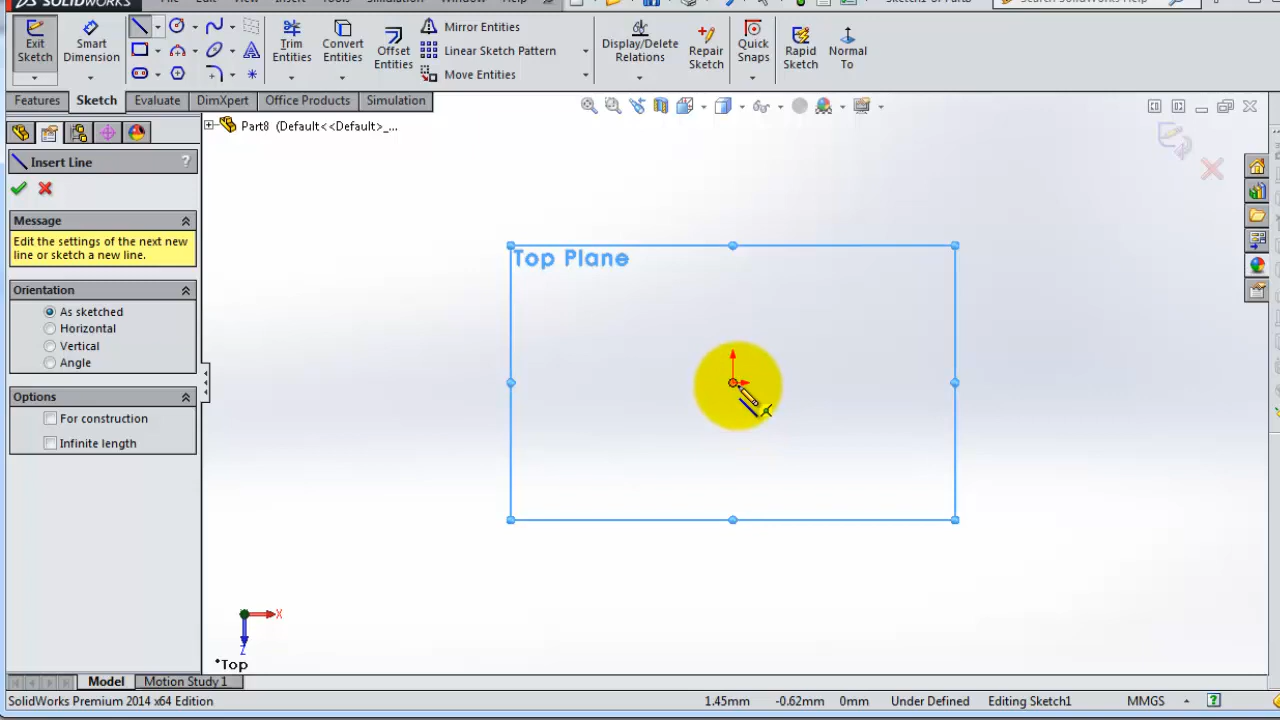 SOLIDWORKS
Exit Sketch
Smart Dimension
Trim Entities
Convert Entities
Offset Entities
Mirror Entities
Linear Sketch Pattern
Move Entities
Display/Delete Relations
Repair Sketch
Quick Snaps
Rapid Sketch
Normal To
Features
Sketch
Evaluate
DimXpert
Office Products
Simulation
Part8 (Default<<Default>_...
Insert Line
?
Message
Edit the settings of the next new
line or sketch a new line.
Orientation
As sketched
Horizontal
Vertical
Angle
Options
For construction
Infinite length
Top Plane
X
Z
*Top
Model
Motion Study 1
SolidWorks Premium 2014 x64 Edition
1.45mm
-0.62mm
0mm
Under Defined
Editing Sketch1
MMGS
?